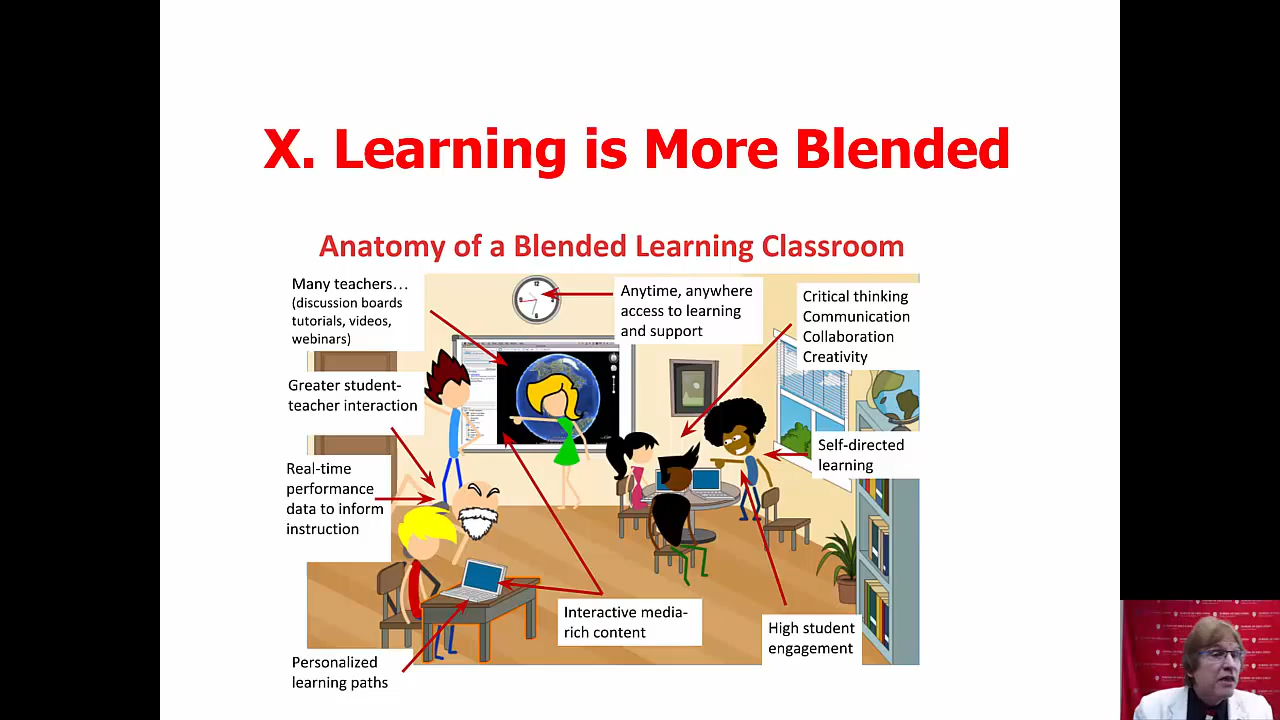 X. Learning is More Blended
Anatomy of a Blended Learning Classroom
Many teachers…
(discussion boards
tutorials, videos,
webinars)
Anytime, anywhere
access to learning
and support
Critical thinking
Communication
Collaboration
Creativity
Greater student-
teacher interaction
Self-directed
learning
Real-time
performance
data to inform
instruction
Interactive media-
rich content
High student
engagement
Personalized
learning paths